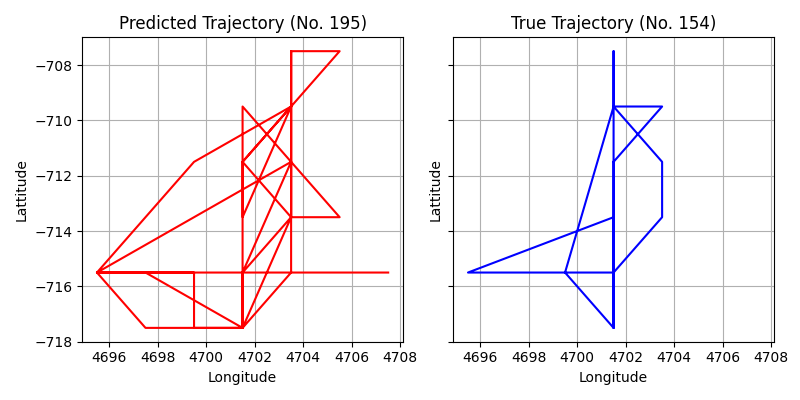 Predicted Trajectory (No. 195)
True Trajectory (No. 154)
−708
−710
−712
−714
−716
−718
Lattitude
Lattitude
4696 4698 4700 4702 4704 4706 4708
4696 4698 4700 4702 4704 4706 4708
Longitude
Longitude